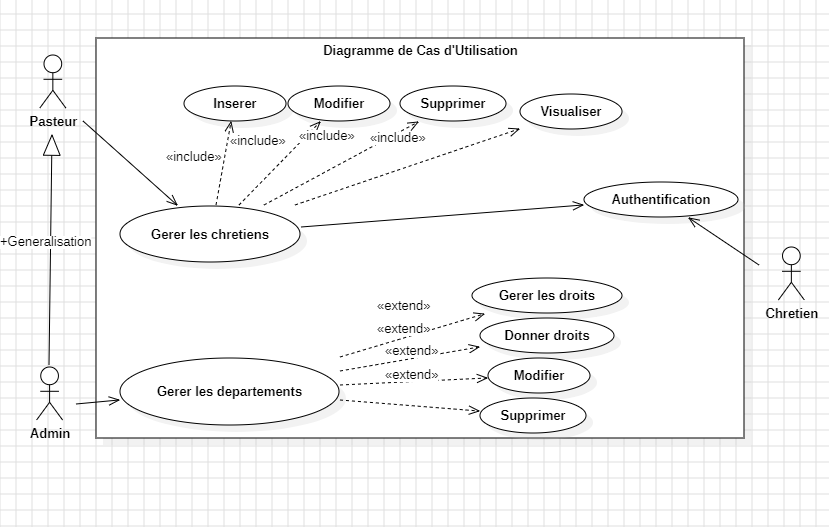 Diagramme de Cas d'Utilisation
Inserer
Modifier
Supprimer
Visualiser
Pasteur
«include»
«include»
«include»
«include»
Authentification
Gerer les chretiens
+Generalisation
Chretien
Gerer les droits
«extend»
«extend»
Donner droits
«extend»
«extend»
Modifier
Gerer les departements
Supprimer
Admin